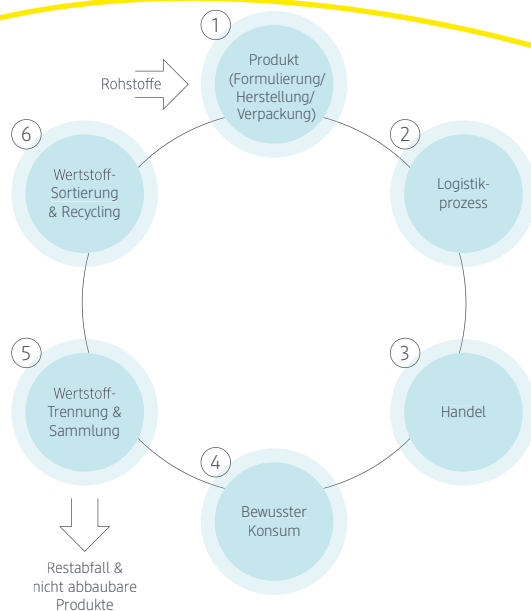 1
Produkt
(Formulierung/
Herstellung/
Verpackung)
Rohstoffe
2
Logistik-
prozess
3
Handel
4
Bewusster
Konsum
5
Wertstoff-
Trennung &
Sammlung
Restabfall &
nicht abbaubare
Produkte
6
Wertstoff-
Sortierung
& Recycling